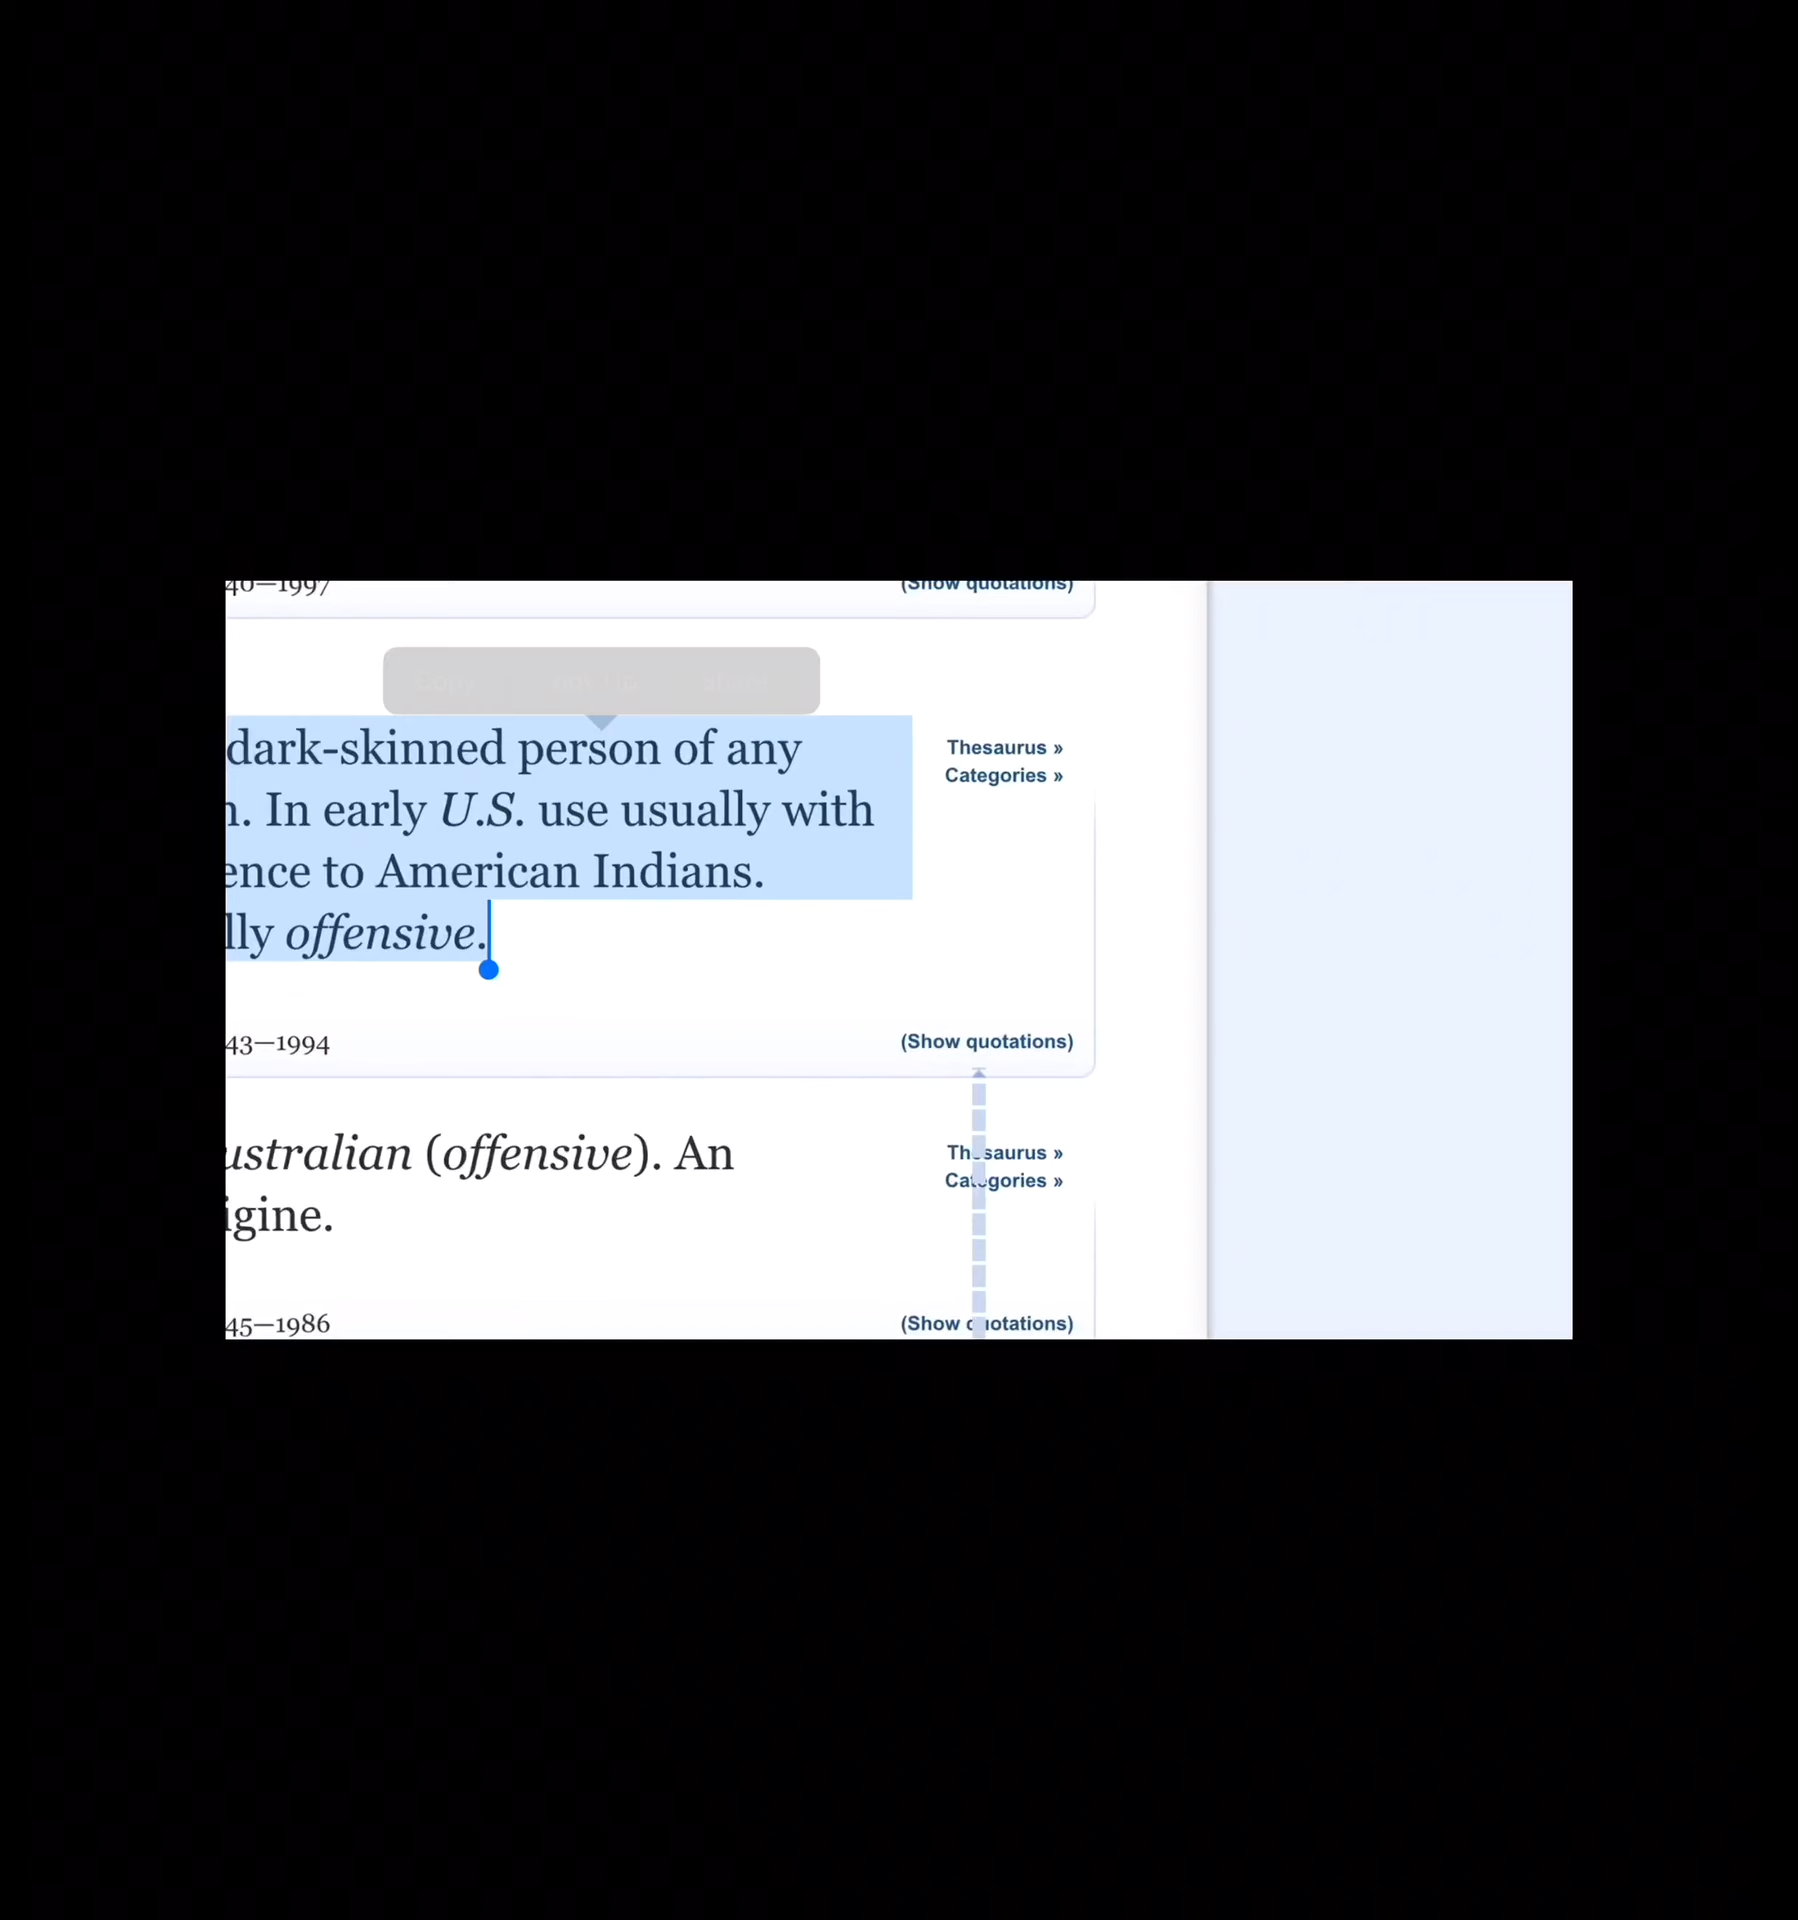 40—1997 (Show quotations)
dark-skinned person of any Thesaurus »
Categories »
n. In early U.S. use usually with
ence to American Indians.
lly offensive.
43—1994 (Show quotations)
ustralian (offensive). An Thesaurus »
Categories »
igine.
45—1986 (Show quotations)